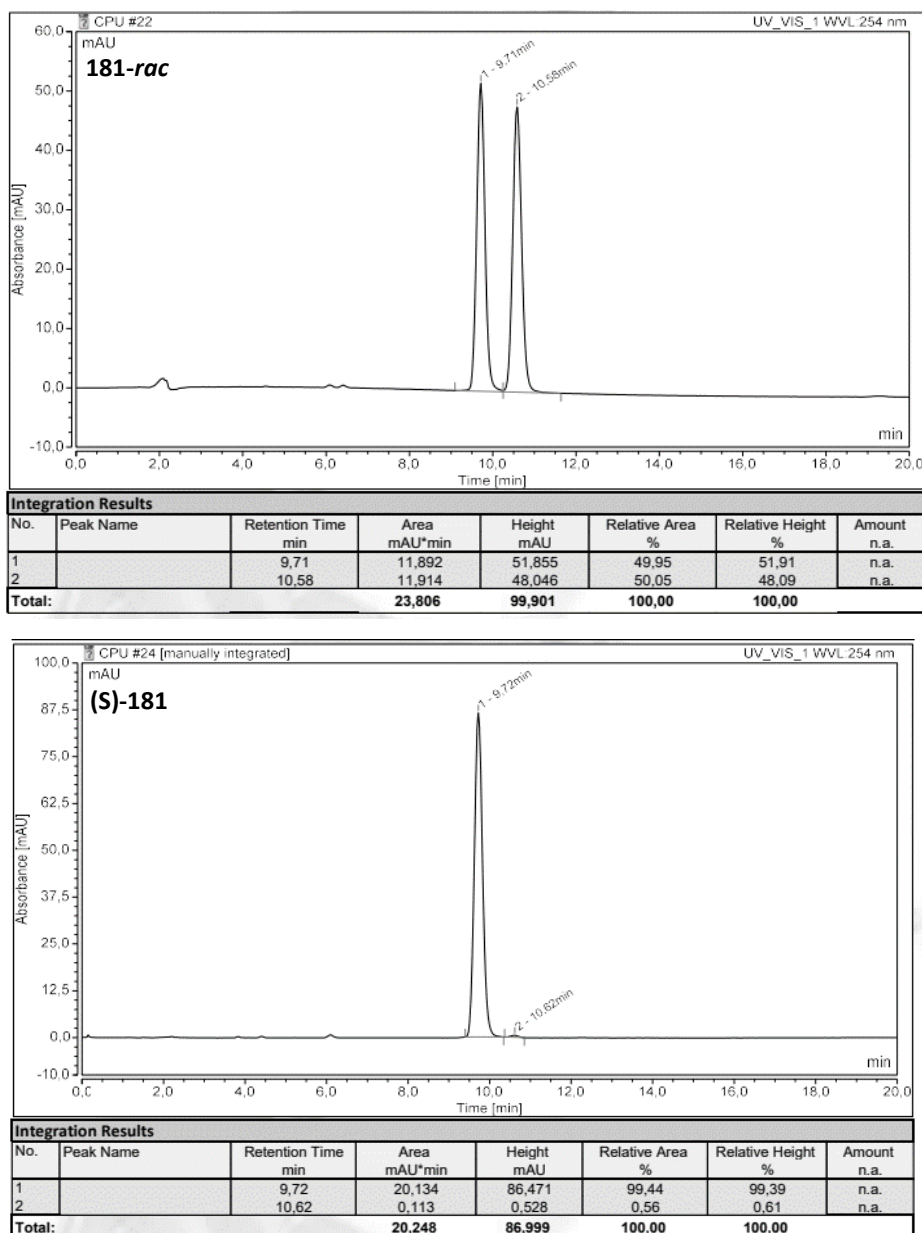 CPU #22 UV_VIS_1 WVL:254 nm
60,0 mAU
181-rac
50,0
40,0
30,0
20,0
10,0
0,0
-10,0
Absorbance [mAU]
1 - 9,71min
2 - 10,58min
min
0,0 2,0 4,0 6,0 8,0 10,0 12,0 14,0 16,0 18,0 20,0
Time [min]
Integration Results
No. Peak Name Retention Time Area Height Relative Area Relative Height Amount
min mAU*min mAU % % n.a.
1 9,71 11,892 51,855 49,95 51,91 n.a.
2 10,58 11,914 48,046 50,05 48,09 n.a.
Total: 23,806 99,901 100,00 100,00
CPU #24 [manually integrated] UV_VIS_1 WVL:254 nm
100,0 mAU
(S)-181
87,5
75,0
62,5
50,0
37,5
25,0
12,5
0,0
-10,0
Absorbance [mAU]
1 - 9,72min
2 - 10,62min
min
0,0 2,0 4,0 6,0 8,0 10,0 12,0 14,0 16,0 18,0 20,0
Time [min]
Integration Results
No. Peak Name Retention Time Area Height Relative Area Relative Height Amount
min mAU*min mAU % % n.a.
1 9,72 20,134 86,471 99,44 99,39 n.a.
2 10,62 0,113 0,528 0,56 0,61 n.a.
Total: 20,248 86,999 100,00 100,00